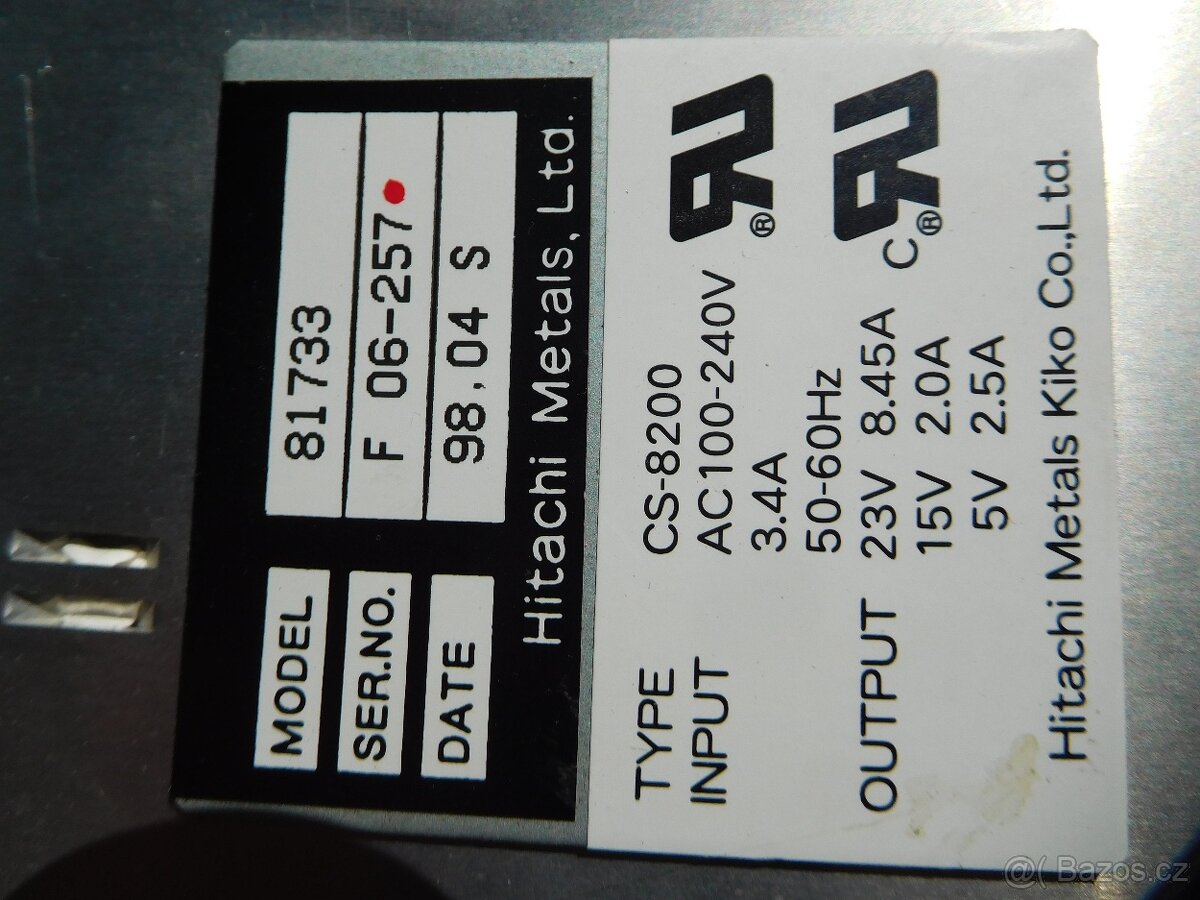 MODEL 81733
SER.NO. F 06-257
DATE 98.04 S
Hitachi Metals, Ltd.
TYPE CS-8200
INPUT AC100-240V
3.4A
50-60Hz
OUTPUT 23V 8.45A
15V 2.0A
5V 2.5A
Hitachi Metals Kiko Co.,Ltd.
RU ®
C RU ®
@( Bazos.cz